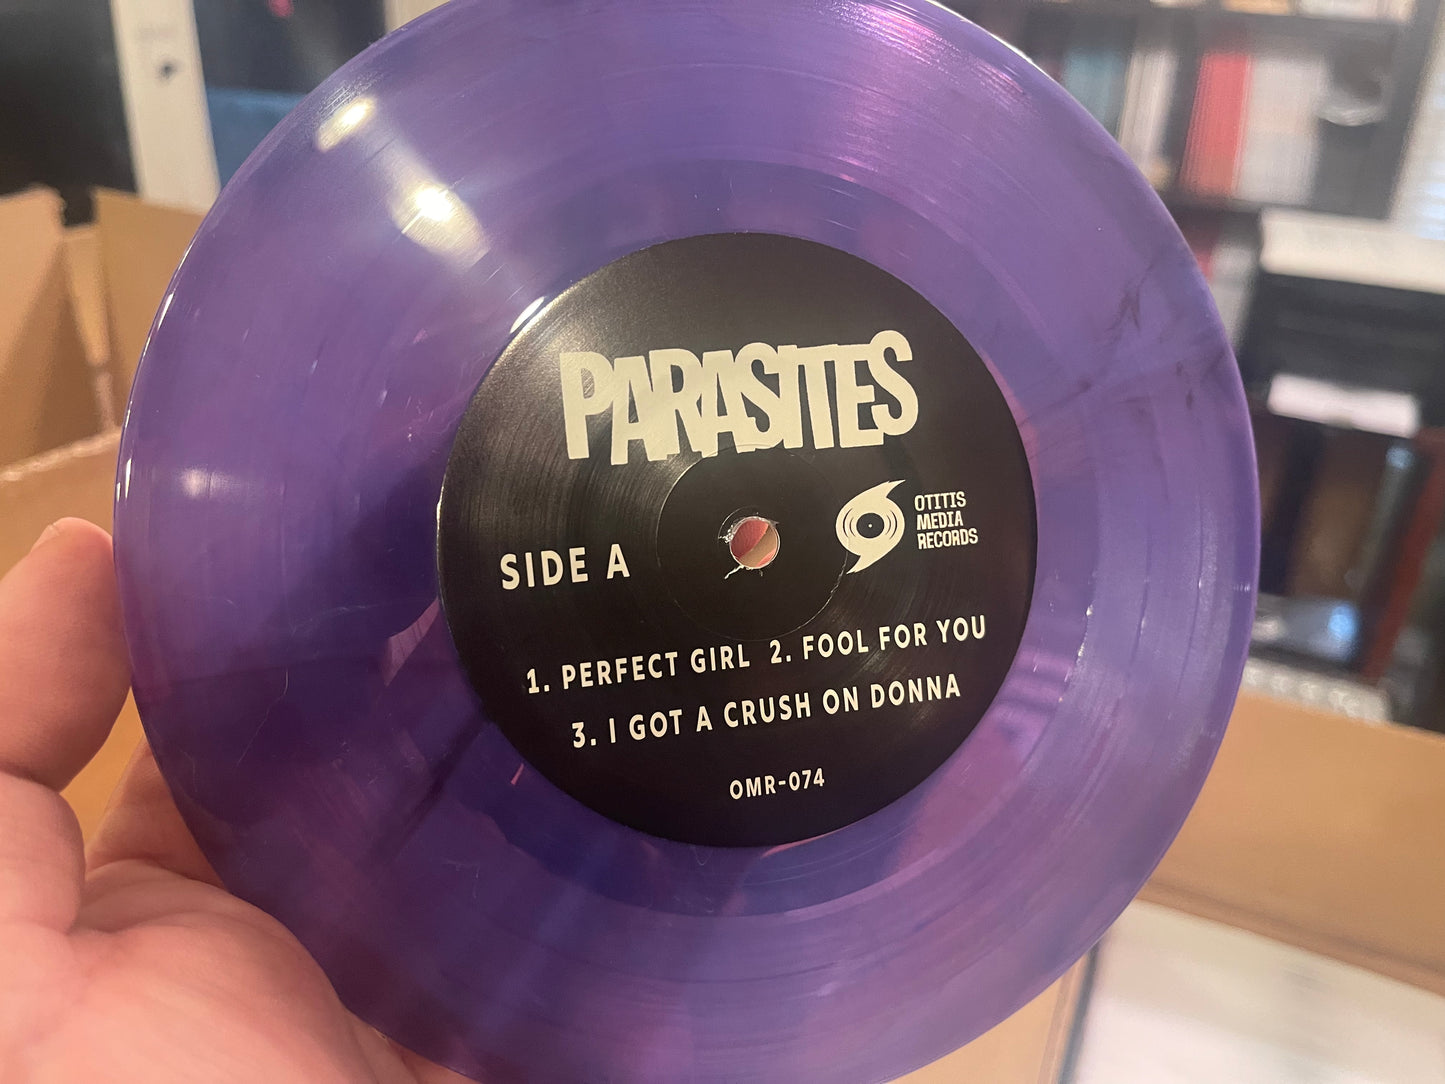 PARASITES
OTITIS
MEDIA
RECORDS
SIDE A
1. PERFECT GIRL 2. FOOL FOR YOU
3. I GOT A CRUSH ON DONNA
OMR-074